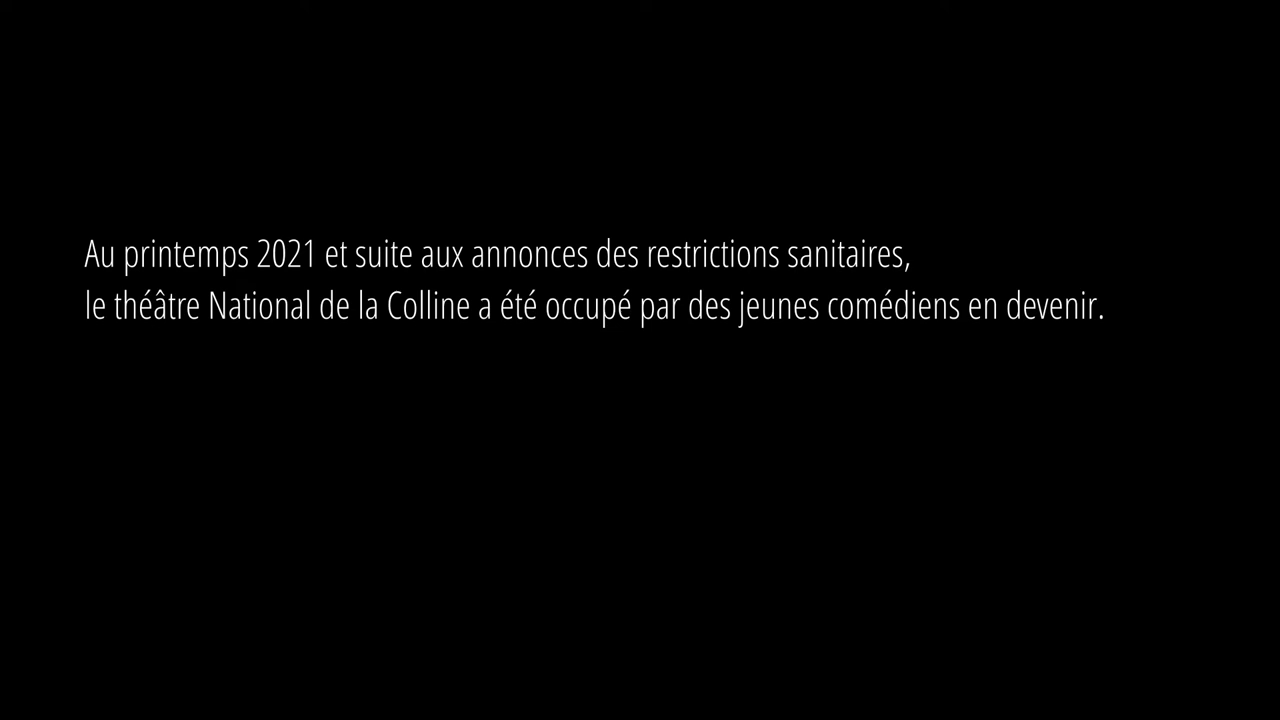 Au printemps 2021 et suite aux annonces des restrictions sanitaires,
le théâtre National de la Colline a été occupé par des jeunes comédiens en devenir.